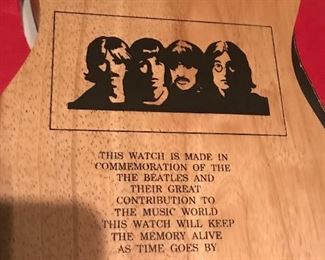 THIS WATCH IS MADE IN
COMMEMORATION OF THE
THE BEATLES AND
THEIR GREAT
CONTRIBUTION TO
THE MUSIC WORLD
THIS WATCH WILL KEEP
THE MEMORY ALIVE
AS TIME GOES BY